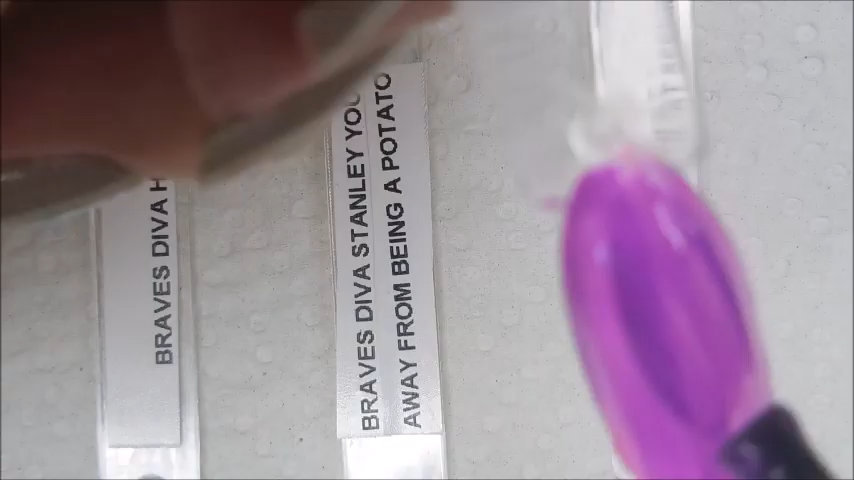 BRAVES DIVA
BRAVES DIVA STANLEY YOU
AWAY FROM BEING A POTATO